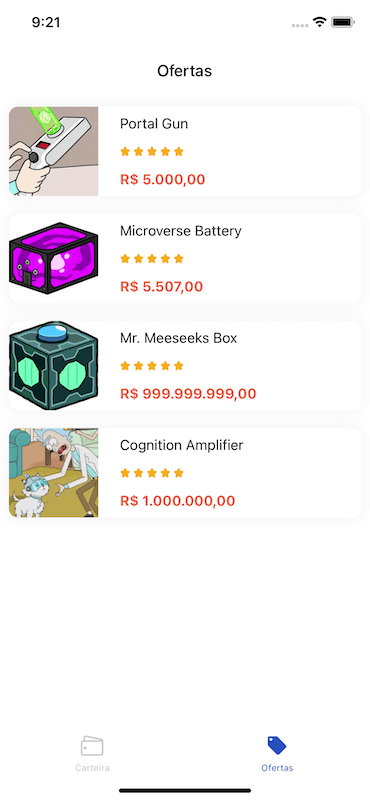 9:21
Ofertas
Portal Gun
R$ 5.000,00
Microverse Battery
R$ 5.507,00
Mr. Meeseeks Box
R$ 999.999.999,00
Cognition Amplifier
R$ 1.000.000,00
Carteira
Ofertas